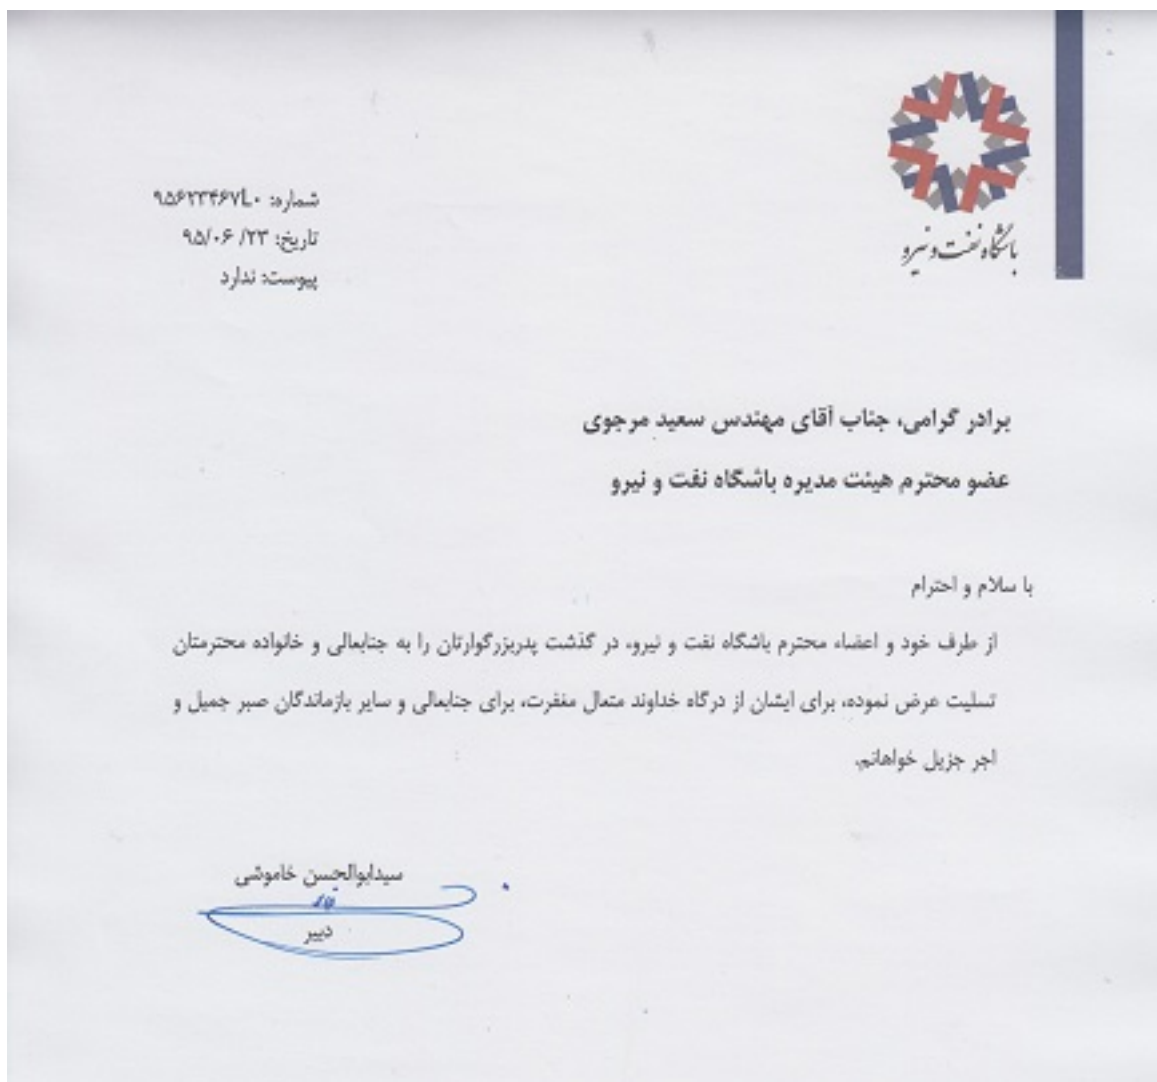 باشگاه نفت و نیرو
شماره: ۹۵۶۲۳۴۶۷L۰
تاریخ: ۲۳/ ۹۵/۰۶
پیوست: ندارد
برادر گرامی، جناب آقای مهندس سعید مرجوی
عضو محترم هیئت مدیره باشگاه نفت و نیرو
با سلام و احترام
از طرف خود و اعضاء محترم باشگاه نفت و نیرو، در گذشت پدربزرگوارتان را به جنابعالی و خانواده محترمتان
تسلیت عرض نموده، برای ایشان از درگاه خداوند متعال مغفرت، برای جنابعالی و سایر بازماندگان صبر جمیل و
اجر جزیل خواهانم.
سیدابوالحسن خاموشی
دبیر